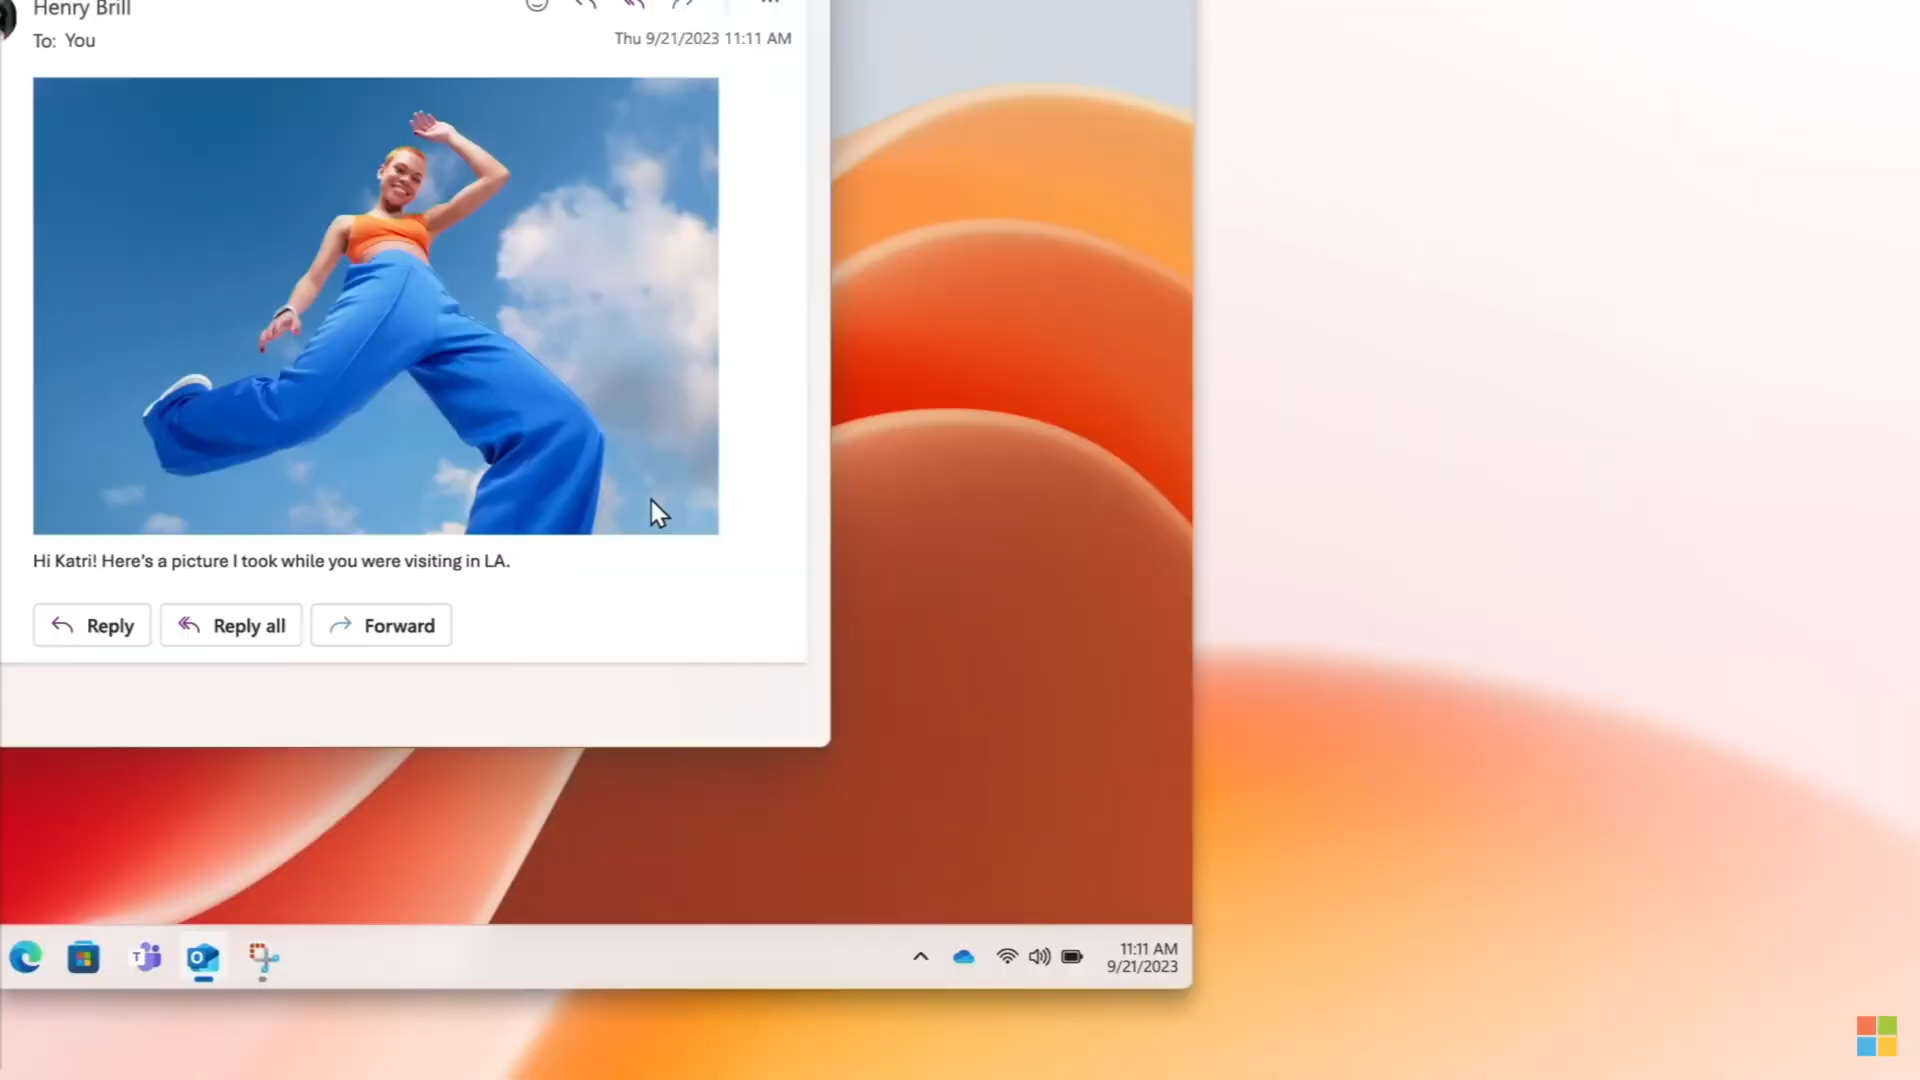 Henry Brill
To: You
Thu 9/21/2023 11:11 AM
Hi Katri! Here's a picture I took while you were visiting in LA.
Reply
Reply all
Forward
11:11 AM
9/21/2023